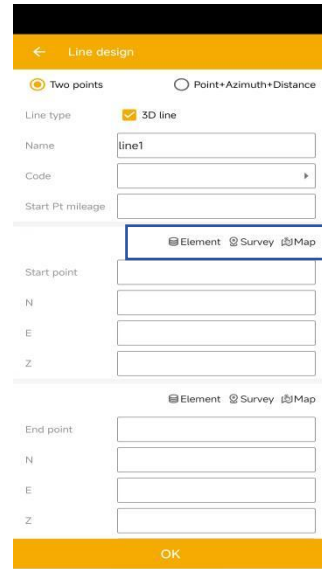 ← Line design
Two points Point+Azimuth+Distance
Line type 3D line
Name line1
Code
Start Pt mileage
Element Survey Map
Start point
N
E
Z
Element Survey Map
End point
N
E
Z
OK